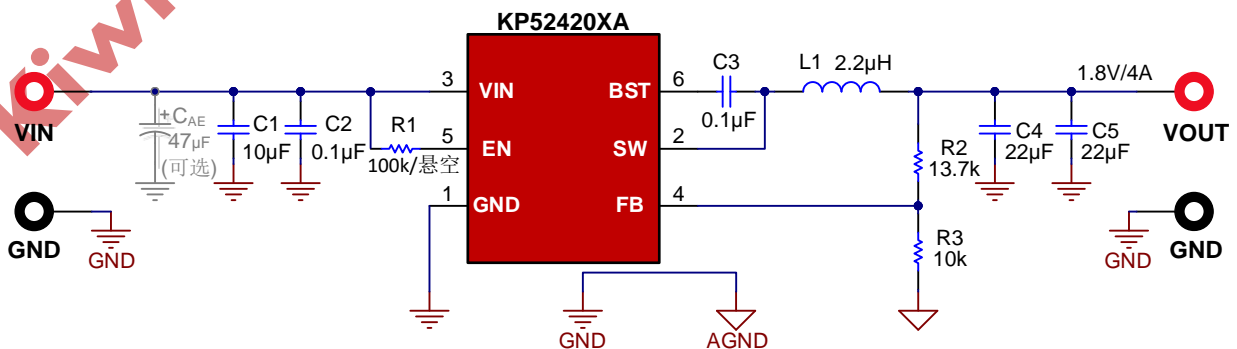 Kiwi
KP52420XA
VIN
+C_AE
47µF
(可选)
C1
10µF
C2
0.1µF
R1
100k/悬空
3
VIN
5
EN
1
GND
BST
6
SW
2
FB
4
C3
0.1µF
L1
2.2µH
1.8V/4A
VOUT
R2
13.7k
C4
22µF
C5
22µF
R3
10k
GND
GND
GND
AGND
GND
GND